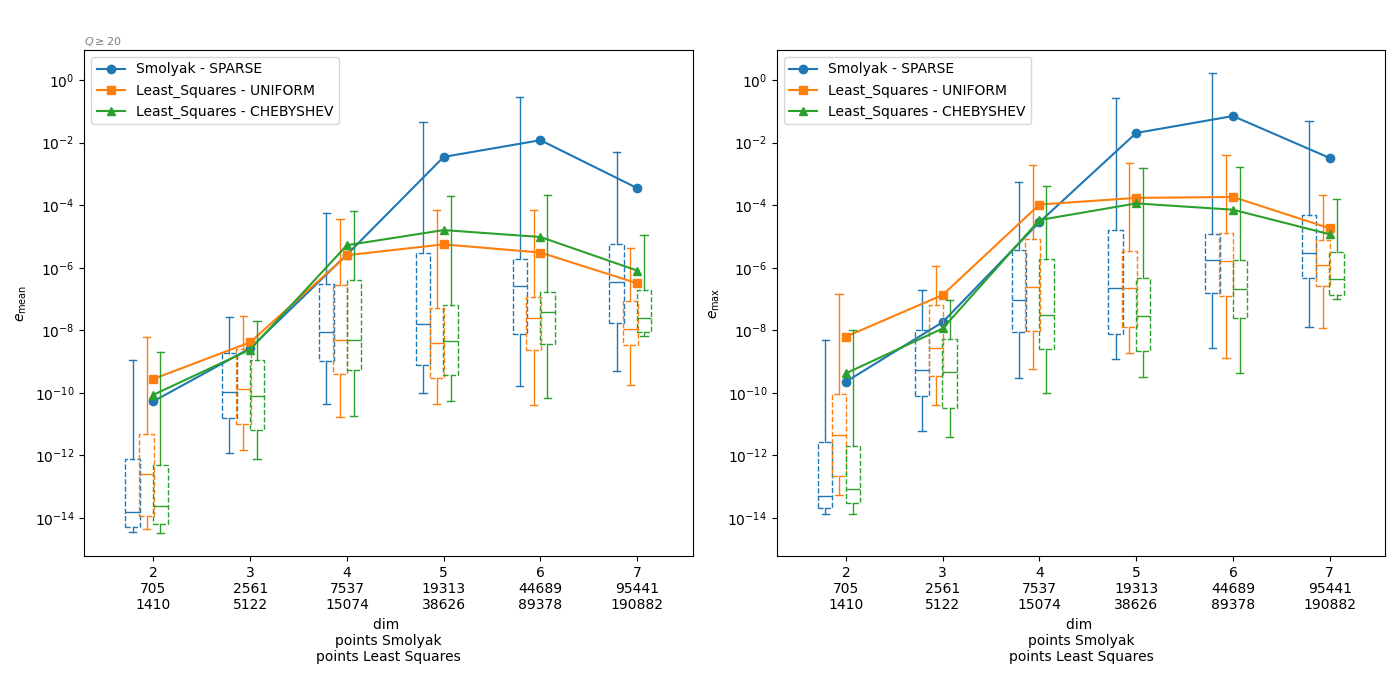 Q ≥ 20
Smolyak - SPARSE
Least_Squares - UNIFORM
Least_Squares - CHEBYSHEV
10⁰
10⁻²
10⁻⁴
10⁻⁶
10⁻⁸
10⁻¹⁰
10⁻¹²
10⁻¹⁴
e_mean
2 3 4 5 6 7
705 2561 7537 19313 44689 95441
1410 5122 15074 38626 89378 190882
dim
points Smolyak
points Least Squares
Smolyak - SPARSE
Least_Squares - UNIFORM
Least_Squares - CHEBYSHEV
10⁰
10⁻²
10⁻⁴
10⁻⁶
10⁻⁸
10⁻¹⁰
10⁻¹²
10⁻¹⁴
e_max
2 3 4 5 6 7
705 2561 7537 19313 44689 95441
1410 5122 15074 38626 89378 190882
dim
points Smolyak
points Least Squares